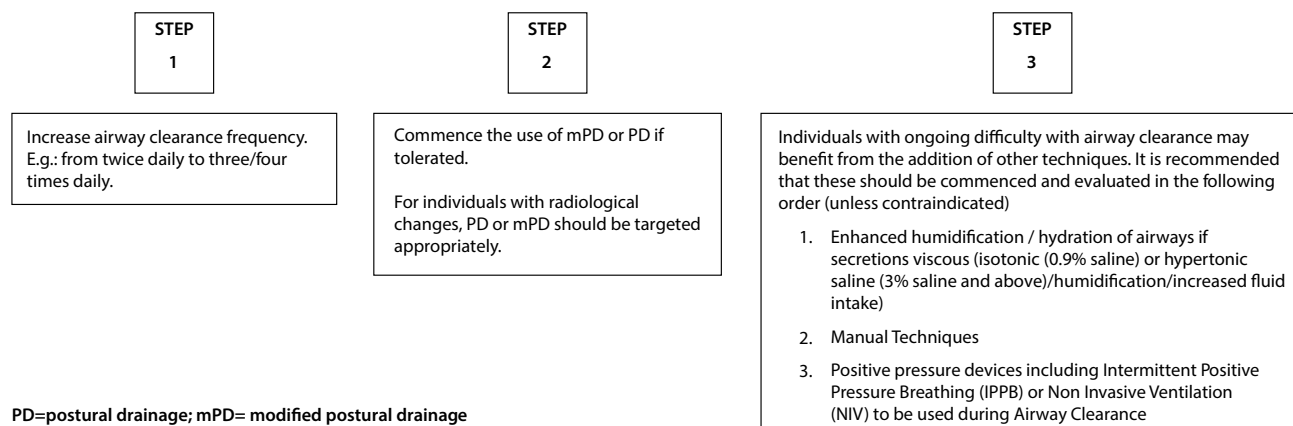 STEP
1
Increase airway clearance frequency.
E.g.: from twice daily to three/four
times daily.
STEP
2
Commence the use of mPD or PD if
tolerated.
For individuals with radiological
changes, PD or mPD should be targeted
appropriately.
STEP
3
Individuals with ongoing difficulty with airway clearance may
benefit from the addition of other techniques. It is recommended
that these should be commenced and evaluated in the following
order (unless contraindicated)
1. Enhanced humidification / hydration of airways if
secretions viscous (isotonic (0.9% saline) or hypertonic
saline (3% saline and above)/humidification/increased fluid
intake)
2. Manual Techniques
3. Positive pressure devices including Intermittent Positive
Pressure Breathing (IPPB) or Non Invasive Ventilation
(NIV) to be used during Airway Clearance
PD=postural drainage; mPD= modified postural drainage